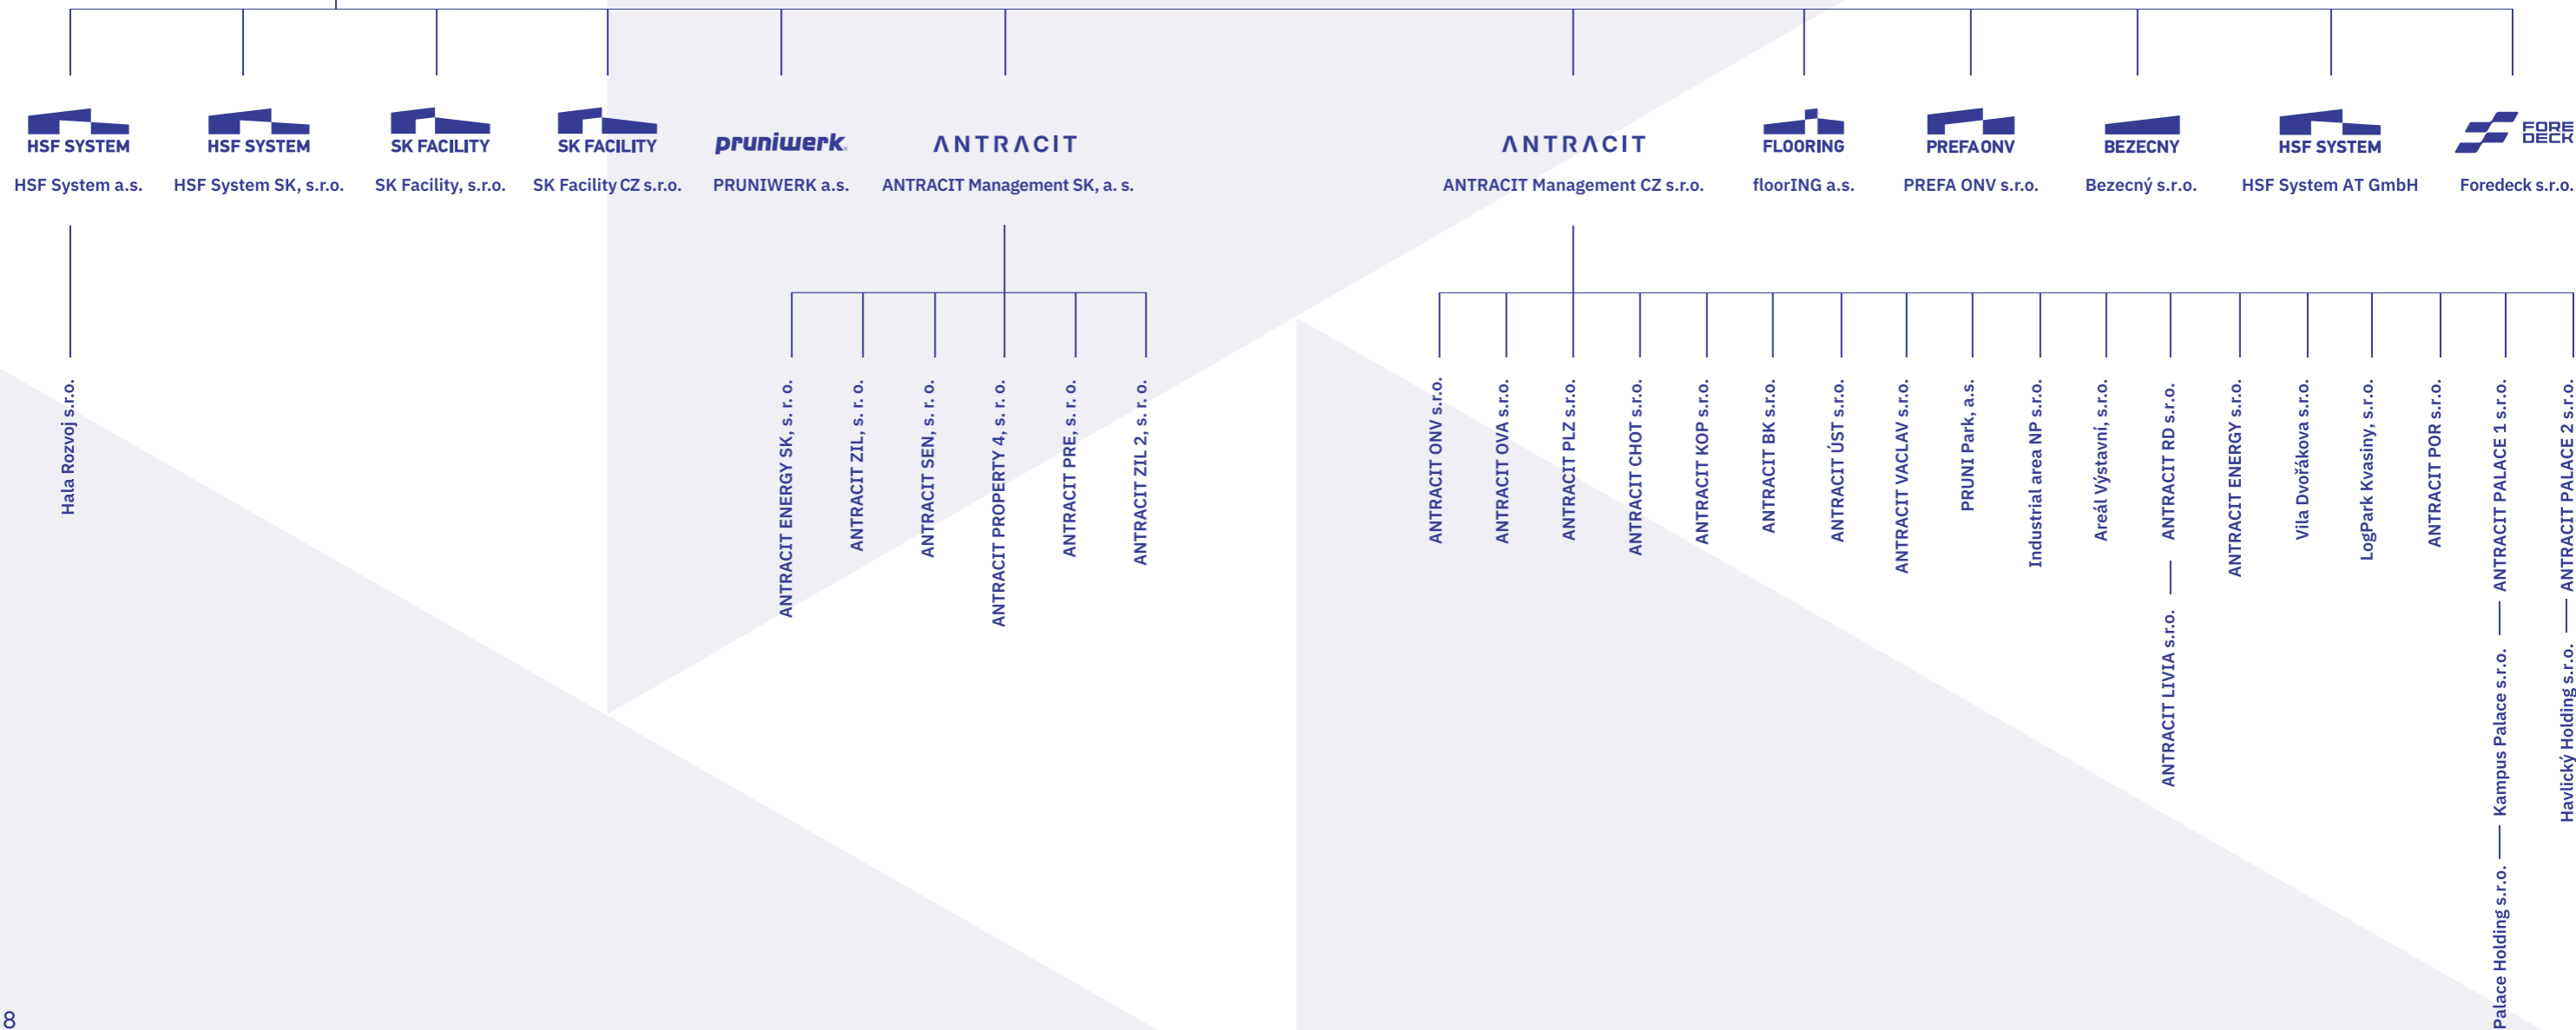 HSF SYSTEM
HSF System a.s.
HSF SYSTEM
HSF System SK, s.r.o.
SK FACILITY
SK Facility, s.r.o.
SK FACILITY
SK Facility CZ s.r.o.
pruniwerk
PRUNIWERK a.s.
ANTRACIT
ANTRACIT Management SK, a. s.
ANTRACIT
ANTRACIT Management CZ s.r.o.
FLOORING
floorING a.s.
PREFA ONV
PREFA ONV s.r.o.
BEZECNY
Bezecný s.r.o.
HSF SYSTEM
HSF System AT GmbH
FORE
DECK
Foredeck s.r.o.
Hala Rozvoj s.r.o.
ANTRACIT ENERGY SK, s. r. o.
ANTRACIT ZIL, s. r. o.
ANTRACIT SEN, s. r. o.
ANTRACIT PROPERTY 4, s. r. o.
ANTRACIT PRE, s. r. o.
ANTRACIT ZIL 2, s. r. o.
ANTRACIT ONV s.r.o.
ANTRACIT OVA s.r.o.
ANTRACIT PLZ s.r.o.
ANTRACIT CHOT s.r.o.
ANTRACIT KOP s.r.o.
ANTRACIT BK s.r.o.
ANTRACIT ÚST s.r.o.
ANTRACIT VACLAV s.r.o.
PRUNI Park, a.s.
Industrial area NP s.r.o.
Areál Výstavní, s.r.o.
ANTRACIT RD s.r.o.
ANTRACIT LIVIA s.r.o.
ANTRACIT ENERGY s.r.o.
Vila Dvořákova s.r.o.
LogPark Kvasiny, s.r.o.
ANTRACIT POR s.r.o.
ANTRACIT PALACE 1 s.r.o.
Kampus Palace s.r.o.
Palace Holding s.r.o.
ANTRACIT PALACE 2 s.r.o.
Havlický Holding s.r.o.
8